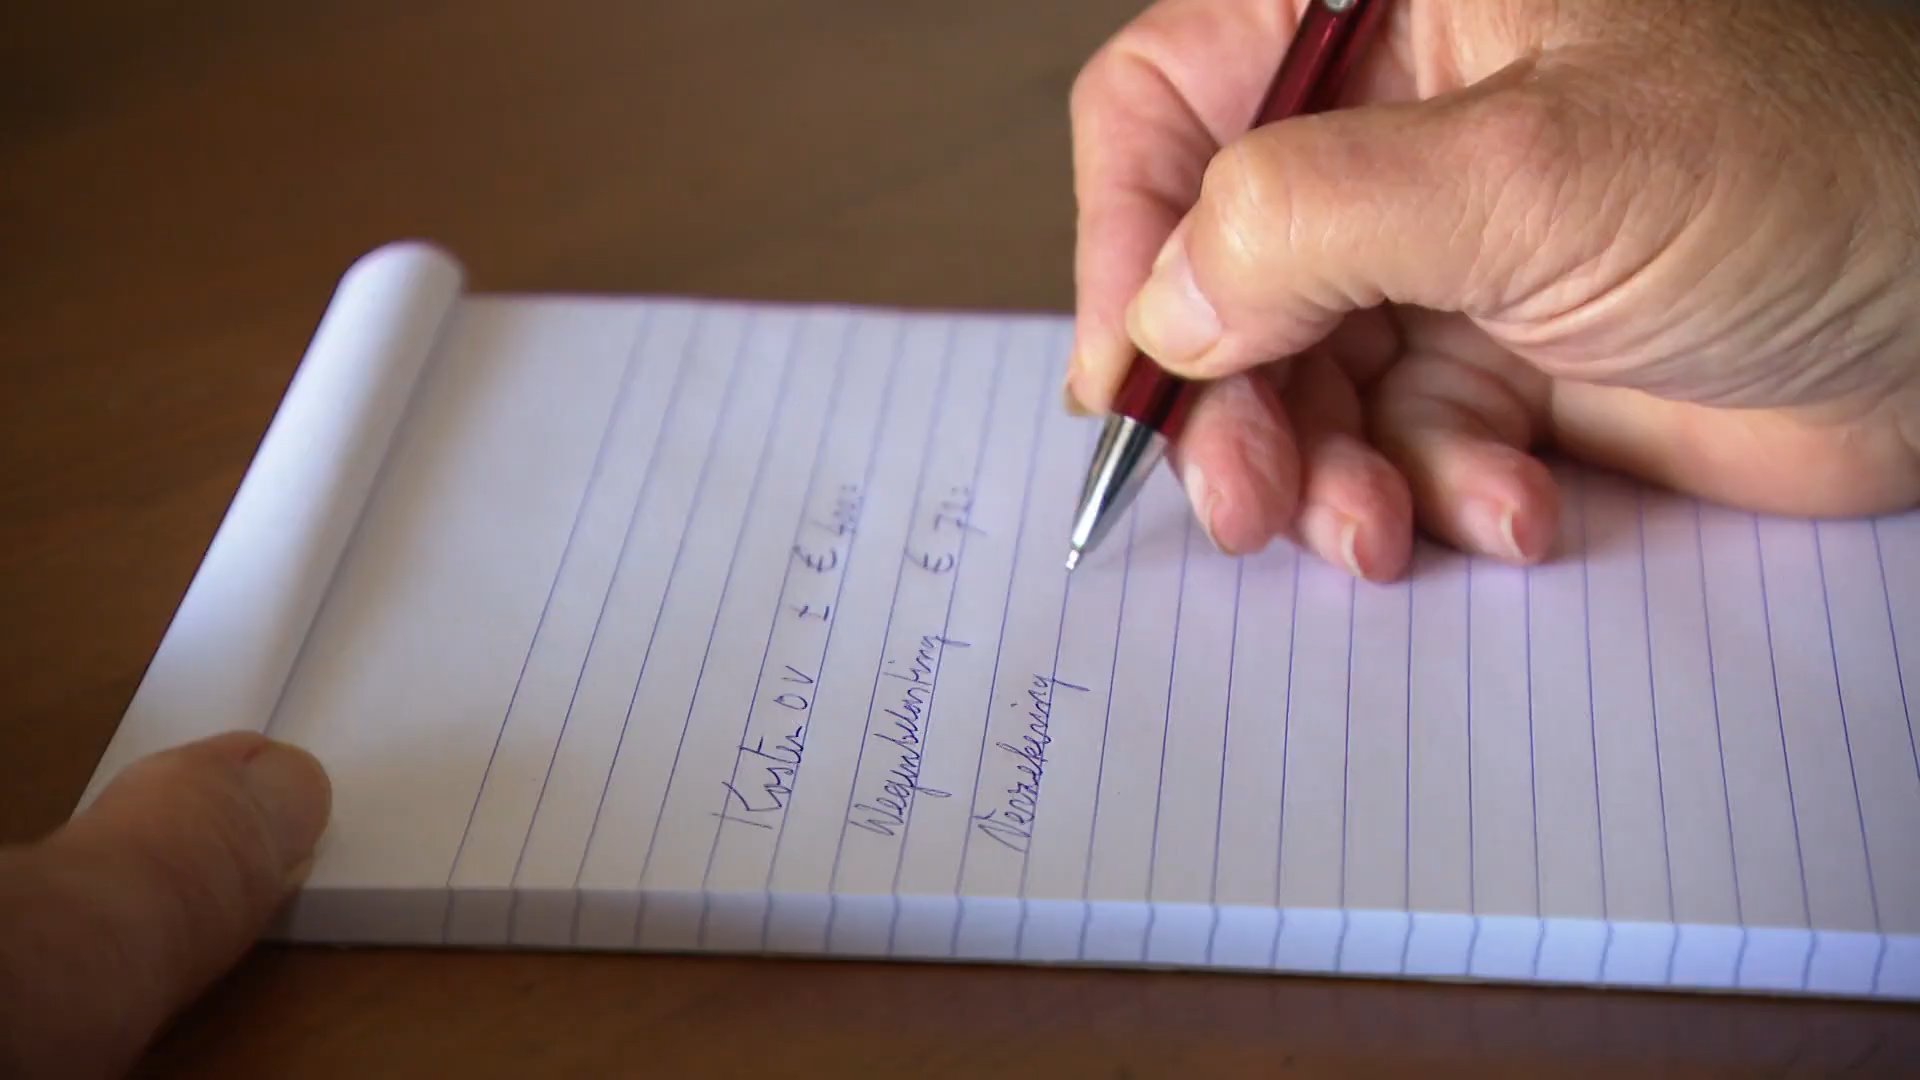 Kosten OV ± €
Wegenbelasting €
Verzekering